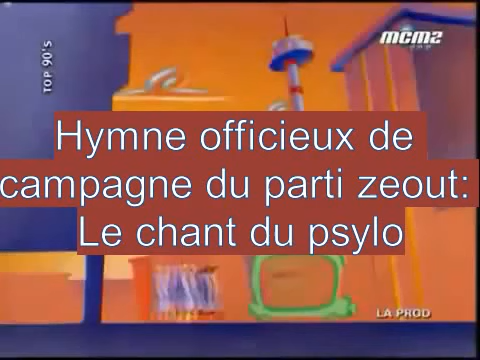 mcm2
TOP 90's
Hymne officieux de
campagne du parti zeout:
Le chant du psylo
LA PROD